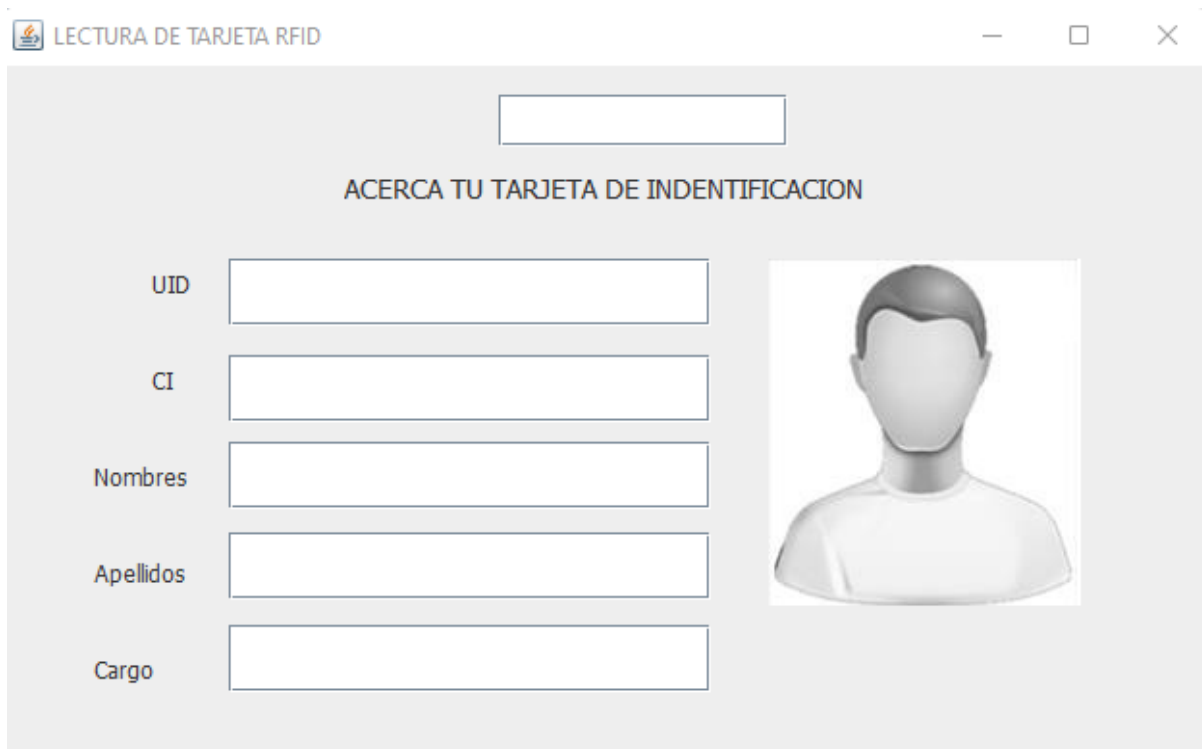 LECTURA DE TARJETA RFID
ACERCA TU TARJETA DE INDENTIFICACION
UID
CI
Nombres
Apellidos
Cargo